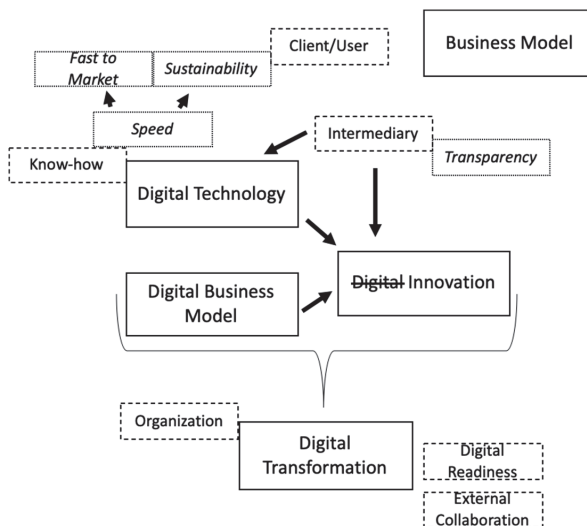 Client/User
Business Model
Fast to
Market
Sustainability
Speed
Intermediary
Transparency
Know-how
Digital Technology
Digital Innovation
Digital Business
Model
Organization
Digital
Transformation
Digital
Readiness
External
Collaboration